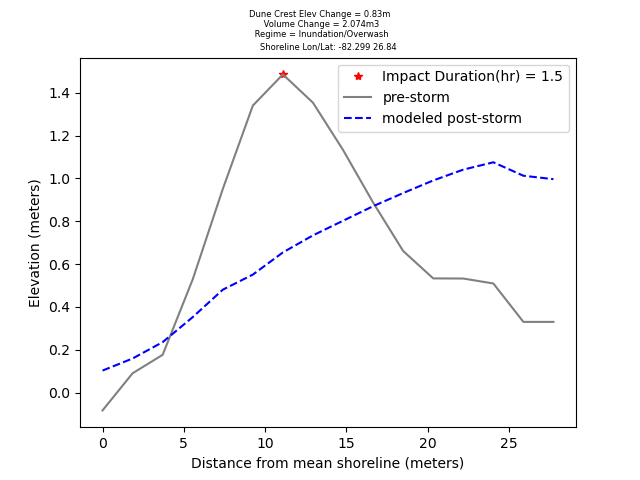 Dune Crest Elev Change = 0.83m
Volume Change = 2.074m3
Regime = Inundation/Overwash
Shoreline Lon/Lat: -82.299 26.84
Impact Duration(hr) = 1.5
pre-storm
modeled post-storm
Elevation (meters)
1.4
1.2
1.0
0.8
0.6
0.4
0.2
0.0
0 5 10 15 20 25
Distance from mean shoreline (meters)